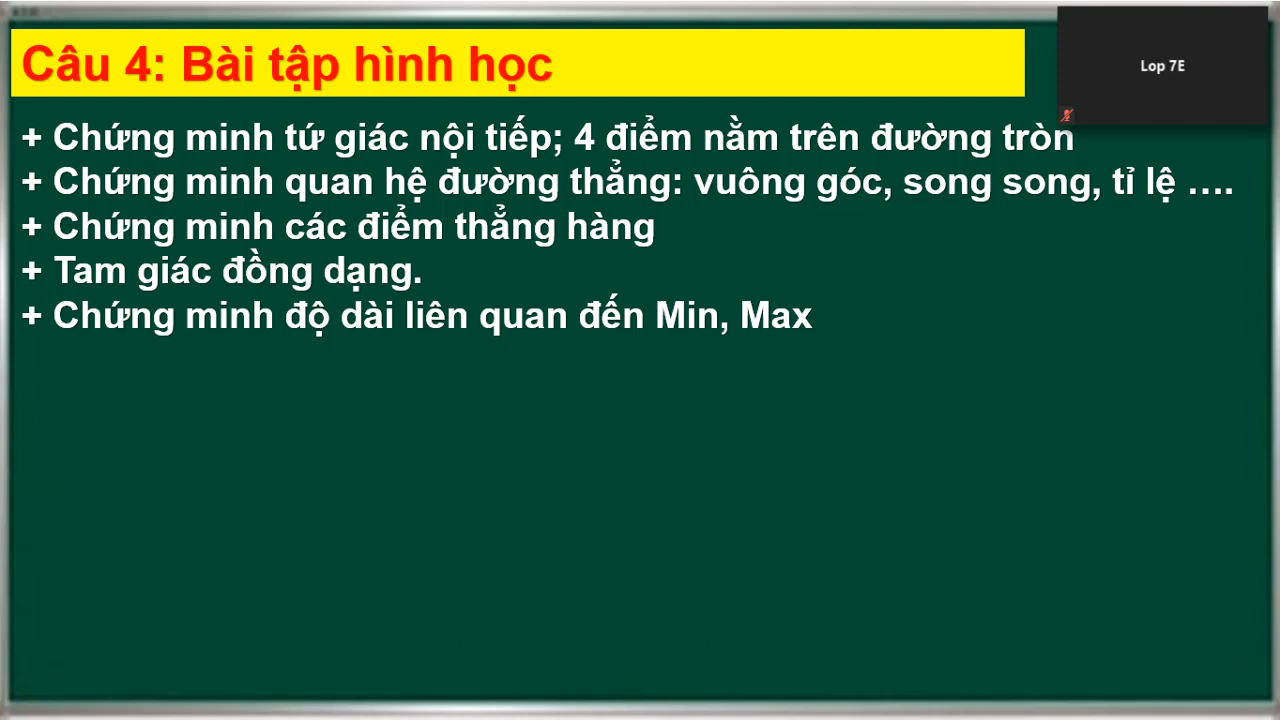 Câu 4: Bài tập hình học
Lop 7E
+ Chứng minh tứ giác nội tiếp; 4 điểm nằm trên đường tròn
+ Chứng minh quan hệ đường thẳng: vuông góc, song song, tỉ lệ ....
+ Chứng minh các điểm thẳng hàng
+ Tam giác đồng dạng.
+ Chứng minh độ dài liên quan đến Min, Max